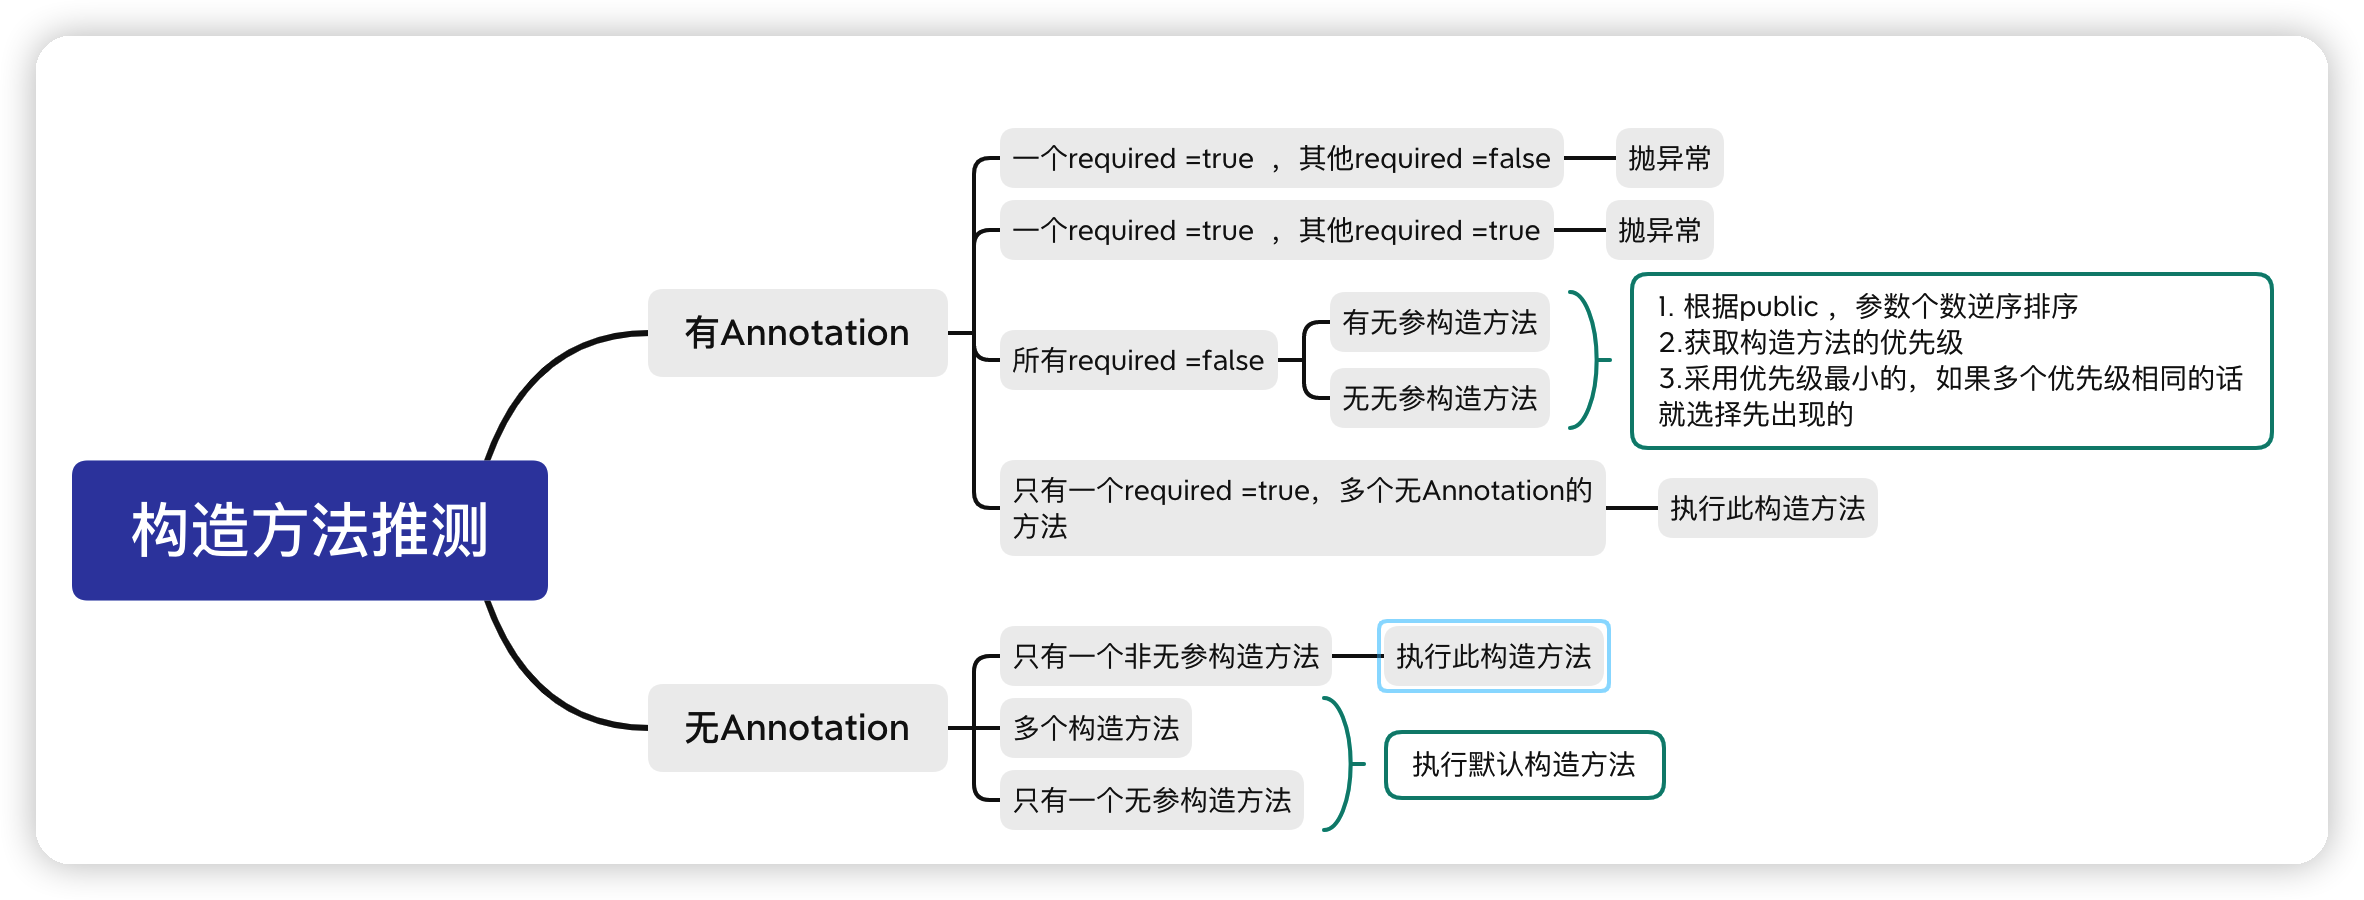 构造方法推测
有Annotation
一个required =true ，其他required =false
抛异常
一个required =true ，其他required =true
抛异常
所有required =false
有无参构造方法
无无参构造方法
1. 根据public ，参数个数逆序排序
2.获取构造方法的优先级
3.采用优先级最小的，如果多个优先级相同的话
就选择先出现的
只有一个required =true，多个无Annotation的
方法
执行此构造方法
无Annotation
只有一个非无参构造方法
执行此构造方法
多个构造方法
只有一个无参构造方法
执行默认构造方法